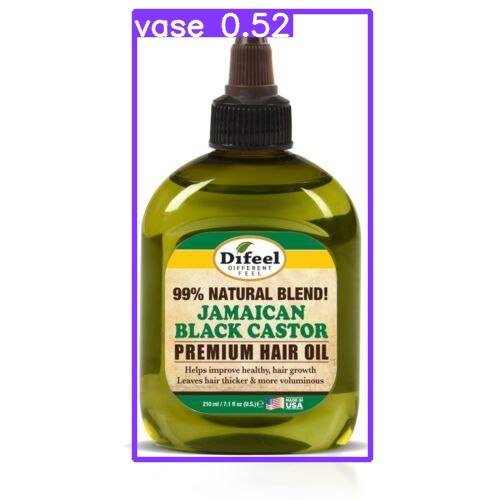 vase 0.52
Difeel
DIFFERENT
FEEL
99% NATURAL BLEND!
JAMAICAN
BLACK CASTOR
PREMIUM HAIR OIL
Helps improve healthy, hair growth
Leaves hair thicker & more voluminous
210 ml / 7.1 fl oz (U.S.) e
MADE IN
USA